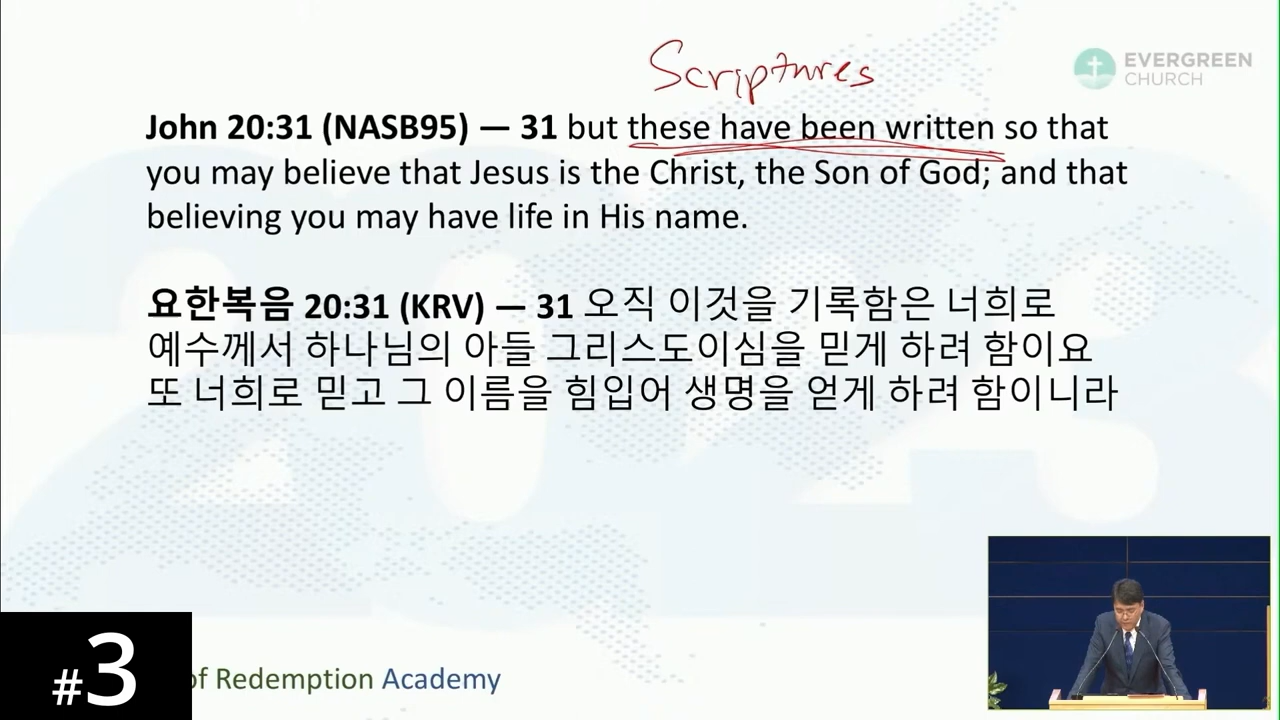 Scriptures
EVERGREEN
CHURCH
John 20:31 (NASB95) — 31 but these have been written so that
you may believe that Jesus is the Christ, the Son of God; and that
believing you may have life in His name.
요한복음 20:31 (KRV) — 31 오직 이것을 기록함은 너희로
예수께서 하나님의 아들 그리스도이심을 믿게 하려 함이요
또 너희로 믿고 그 이름을 힘입어 생명을 얻게 하려 함이니라
#3
of Redemption Academy